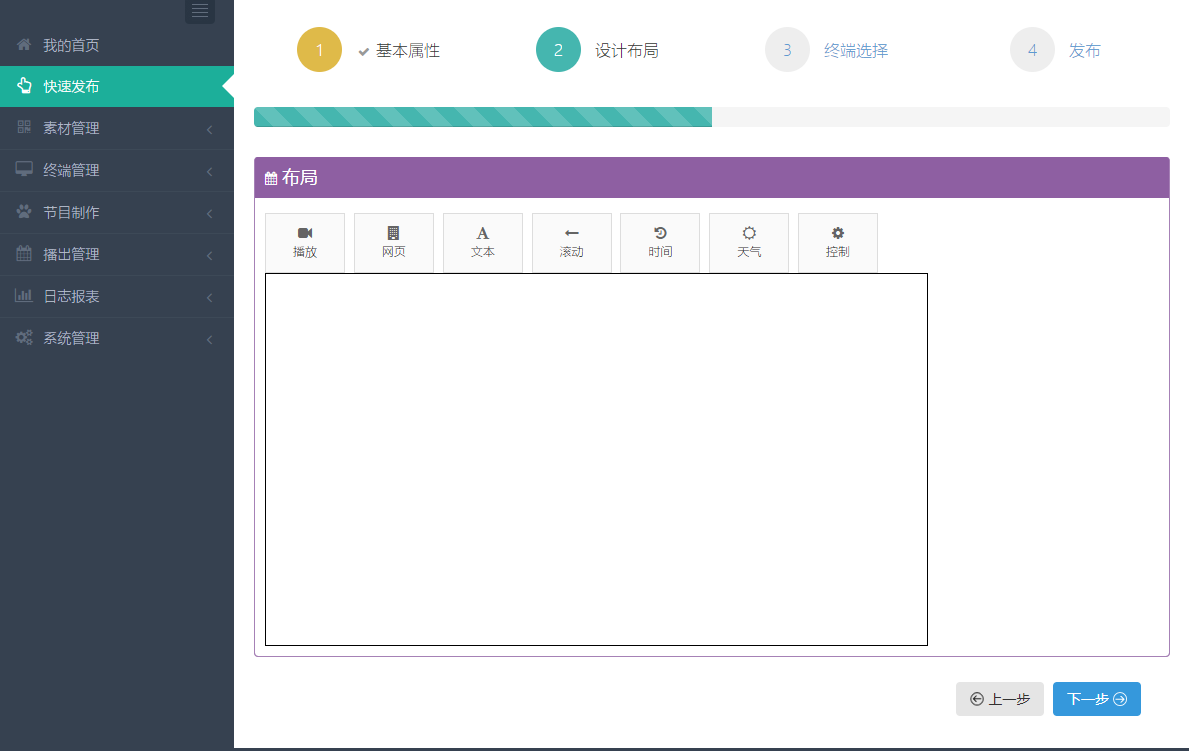 我的首页
快速发布
素材管理
终端管理
节目制作
播出管理
日志报表
系统管理
1 基本属性
2 设计布局
3 终端选择
4 发布
布局
播放
网页
文本
滚动
时间
天气
控制
上一步
下一步